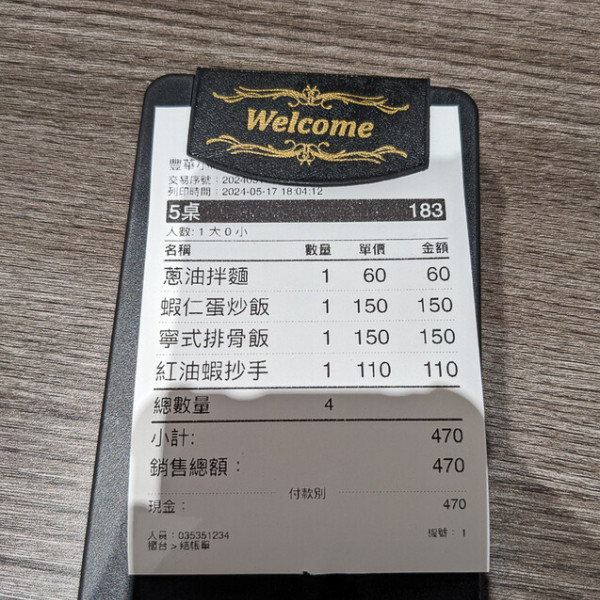 Welcome
豐華小
交易序號：202405
列印時間：2024-05-17 18:04:12
5桌 183
人數: 1 大 0 小
名稱 數量 單價 金額
蔥油拌麵 1 60 60
蝦仁蛋炒飯 1 150 150
寧式排骨飯 1 150 150
紅油蝦抄手 1 110 110
總數量 4
小計: 470
銷售總額： 470
付款別
現金： 470
人員：035351234 機號：1
櫃台 > 結帳單